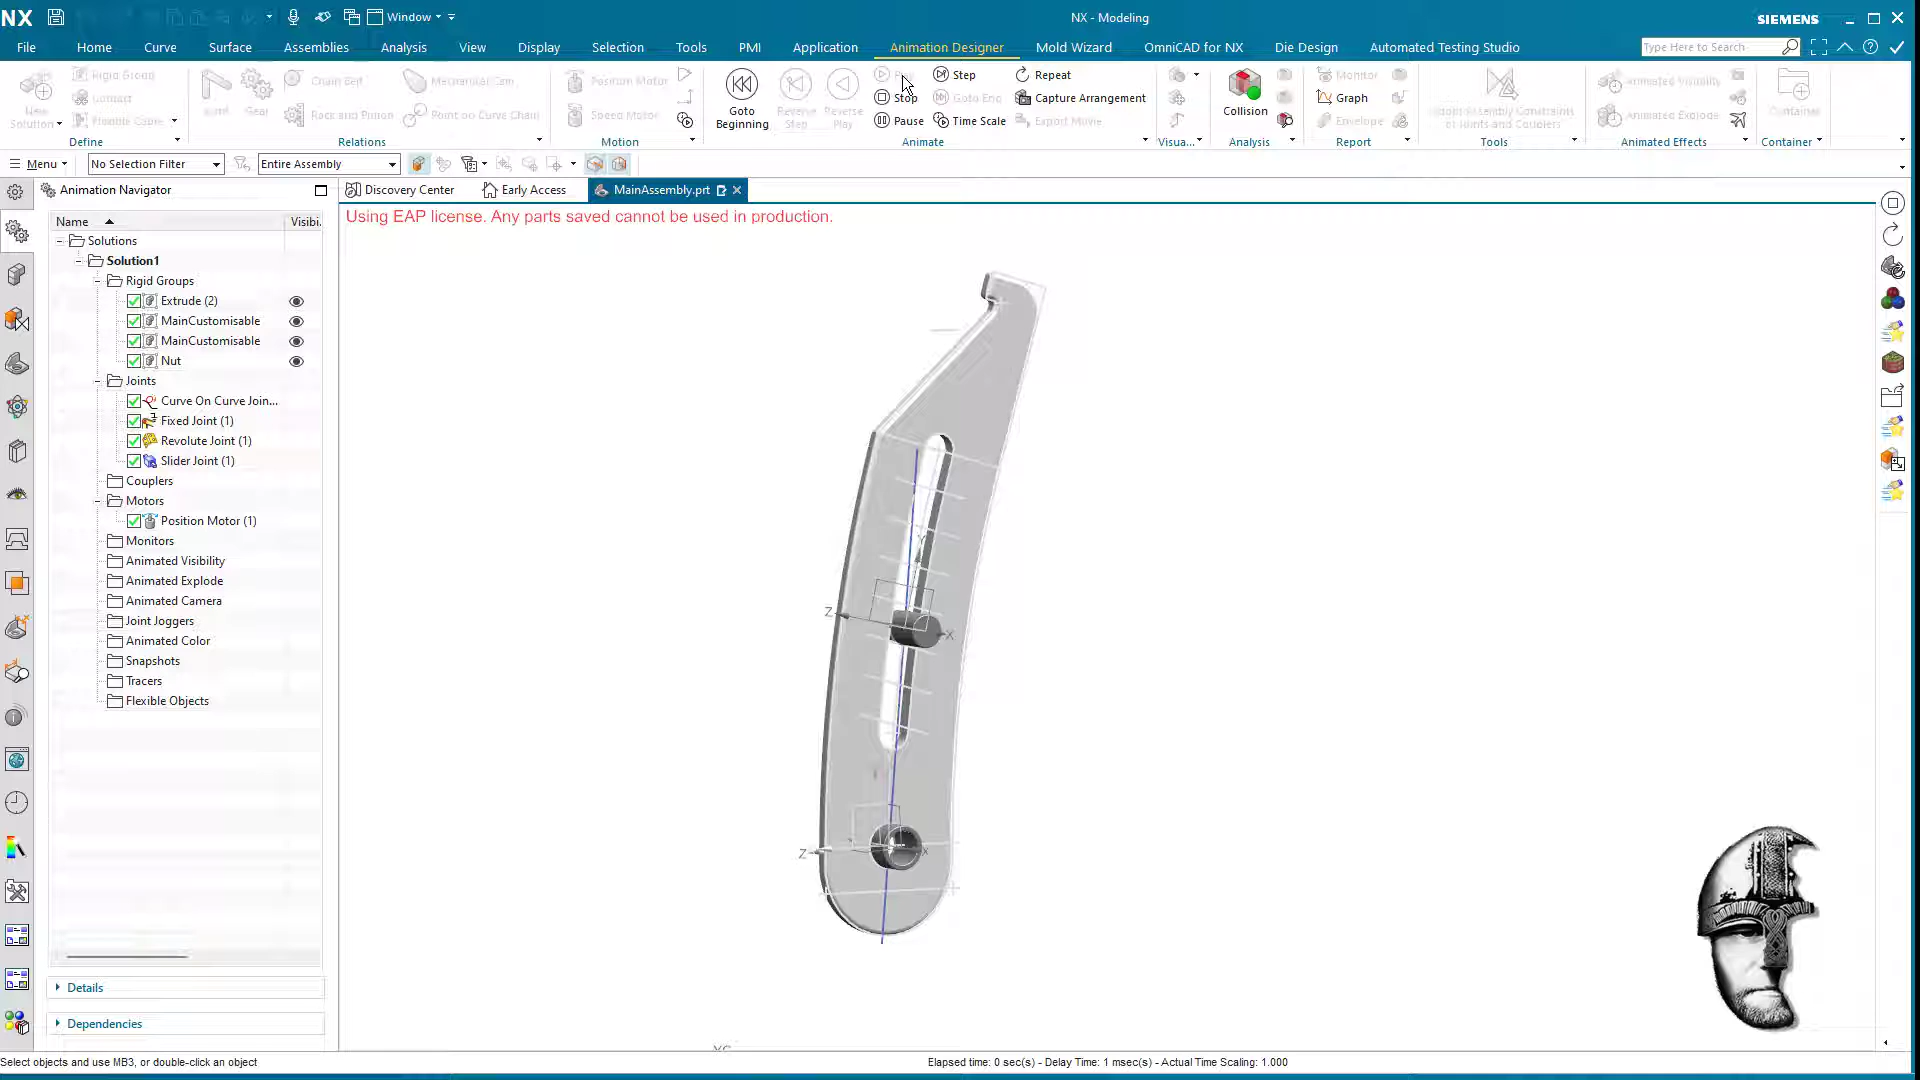 NX
Window
NX - Modeling
SIEMENS
File
Home
Curve
Surface
Assemblies
Analysis
View
Display
Selection
Tools
PMI
Application
Animation Designer
Mold Wizard
OmniCAD for NX
Die Design
Automated Testing Studio
Type Here to Search
New Solution
Rigid Group
Contact
Flexible Cable
Define
Joint
Gear
Chain Belt
Rack and Pinion
Mechanical Cam
Point on Curve Chain
Relations
Position Motor
Speed Motor
Motion
Goto Beginning
Reverse Step
Reverse Play
Stop
Pause
Step
Goto End
Time Scale
Repeat
Capture Arrangement
Export Movie
Animate
Visua...
Collision
Analysis
Monitor
Graph
Envelope
Report
Tools
Animated Visibility
Animated Explode
Animated Effects
Container
Container
Menu
No Selection Filter
Entire Assembly
Animation Navigator
Discovery Center
Early Access
MainAssembly.prt
Name
Visibi.
Using EAP license. Any parts saved cannot be used in production.
Solutions
Solution1
Rigid Groups
Extrude (2)
MainCustomisable
MainCustomisable
Nut
Joints
Curve On Curve Join...
Fixed Joint (1)
Revolute Joint (1)
Slider Joint (1)
Couplers
Motors
Position Motor (1)
Monitors
Animated Visibility
Animated Explode
Animated Camera
Joint Joggers
Animated Color
Snapshots
Tracers
Flexible Objects
Z
X
Z
X
Details
Dependencies
Select objects and use MB3, or double-click an object
Elapsed time: 0 sec(s) - Delay Time: 1 msec(s) - Actual Time Scaling: 1.000